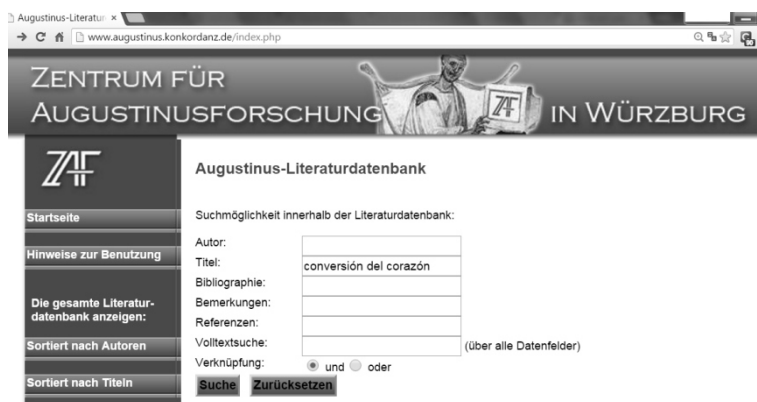 Augustinus-Literatur
www.augustinus.konkordanz.de/index.php
ZENTRUM FÜR
AUGUSTINUSFORSCHUNG IN WÜRZBURG
ZAF
ZAF
Augustinus-Literaturdatenbank
Startseite
Hinweise zur Benutzung
Die gesamte Literatur-
datenbank anzeigen:
Sortiert nach Autoren
Sortiert nach Titeln
Suchmöglichkeit innerhalb der Literaturdatenbank:
Autor:
Titel: conversión del corazón
Bibliographie:
Bemerkungen:
Referenzen:
Volltextsuche: (über alle Datenfelder)
Verknüpfung: und oder
Suche Zurücksetzen